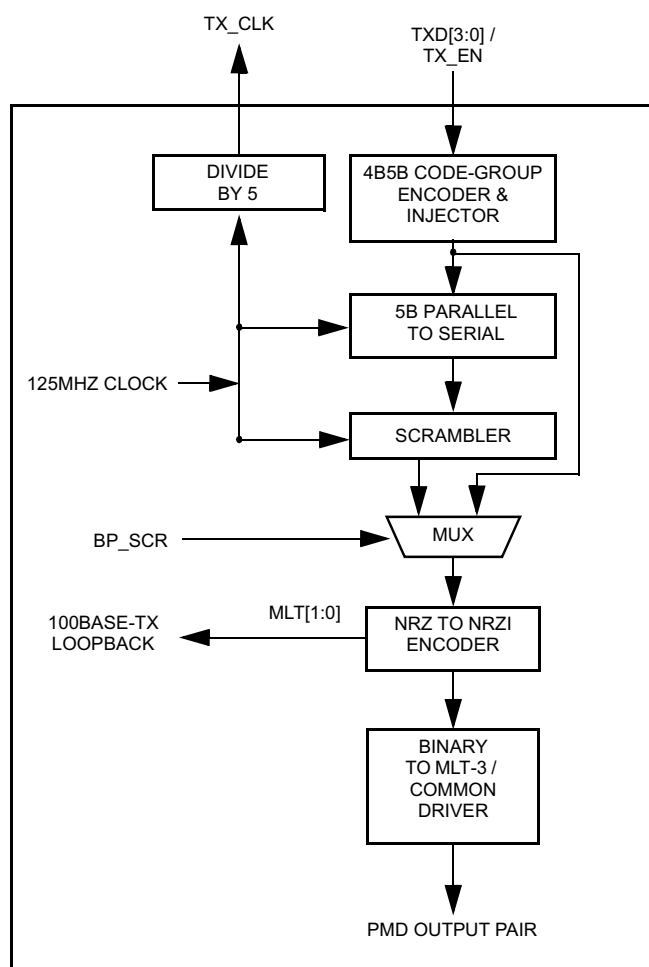 TX_CLK
TXD[3:0] /
TX_EN
DIVIDE
BY 5
4B5B CODE-GROUP
ENCODER &
INJECTOR
5B PARALLEL
TO SERIAL
125MHZ CLOCK
SCRAMBLER
BP_SCR
MUX
100BASE-TX
LOOPBACK
MLT[1:0]
NRZ TO NRZI
ENCODER
BINARY
TO MLT-3 /
COMMON
DRIVER
PMD OUTPUT PAIR